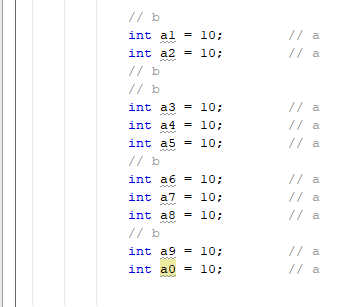 // b
int a1 = 10; // a
int a2 = 10; // a
// b
// b
int a3 = 10; // a
int a4 = 10; // a
int a5 = 10; // a
// b
int a6 = 10; // a
int a7 = 10; // a
int a8 = 10; // a
// b
int a9 = 10; // a
int a0 = 10; // a